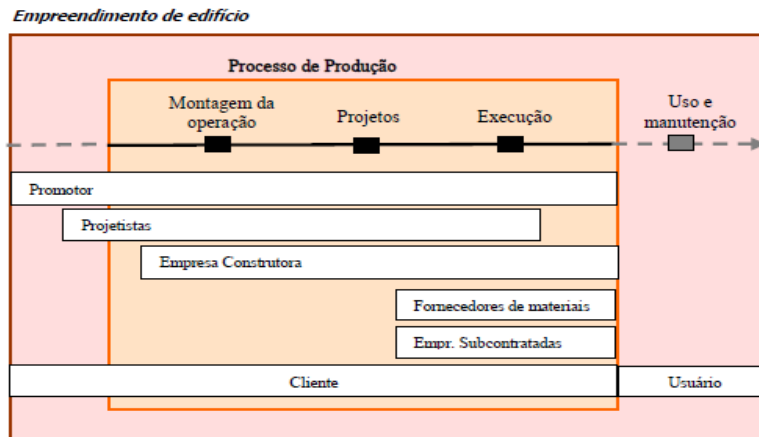 Empreendimento de edifício
Processo de Produção
Montagem da
operação
Projetos
Execução
Uso e
manutenção
Promotor
Projetistas
Empresa Construtora
Fornecedores de materiais
Empr. Subcontratadas
Cliente
Usuário